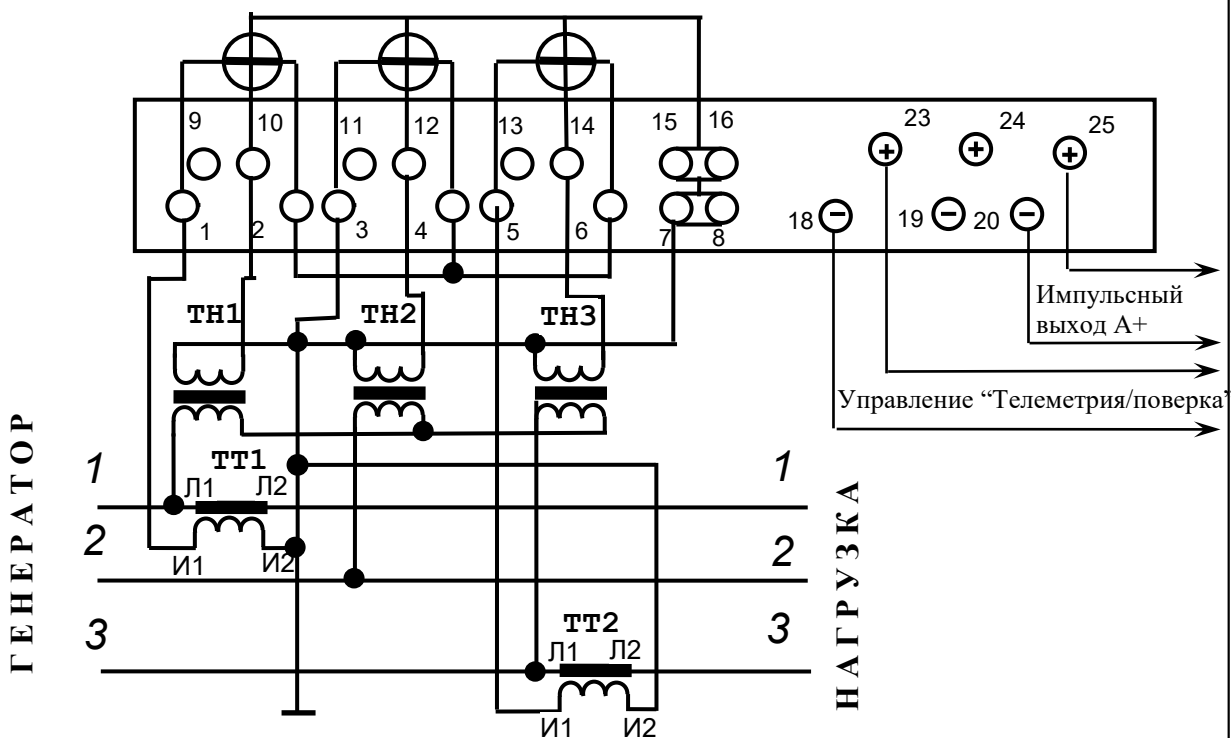 9 10 11 12 13 14 15 16 23 24 25
1 2 3 4 5 6 7 8 18 19 20
ТН1 ТН2 ТН3
Импульсный
выход А+
Управление “Телеметрия/поверка”
ГЕНЕРАТОР
НАГРУЗКА
ТТ1
1 Л1 Л2 1
2 И1 И2 2
ТТ2
3 Л1 Л2 3
И1 И2